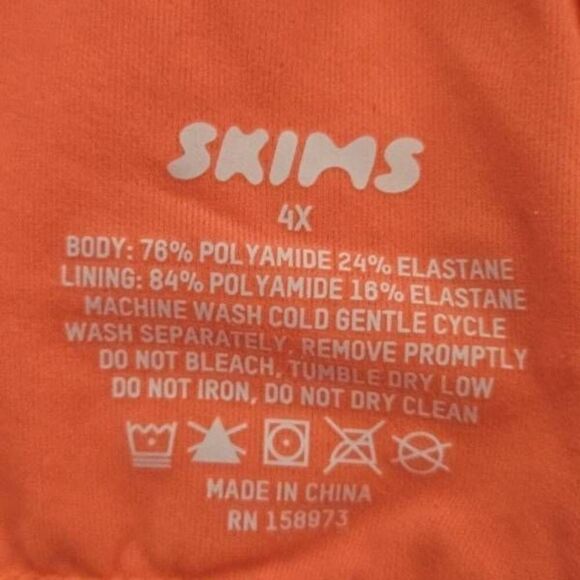 SKIMS
4X
BODY: 76% POLYAMIDE 24% ELASTANE
LINING: 84% POLYAMIDE 16% ELASTANE
MACHINE WASH COLD GENTLE CYCLE
WASH SEPARATELY, REMOVE PROMPTLY
DO NOT BLEACH, TUMBLE DRY LOW
DO NOT IRON, DO NOT DRY CLEAN
MADE IN CHINA
RN 158973